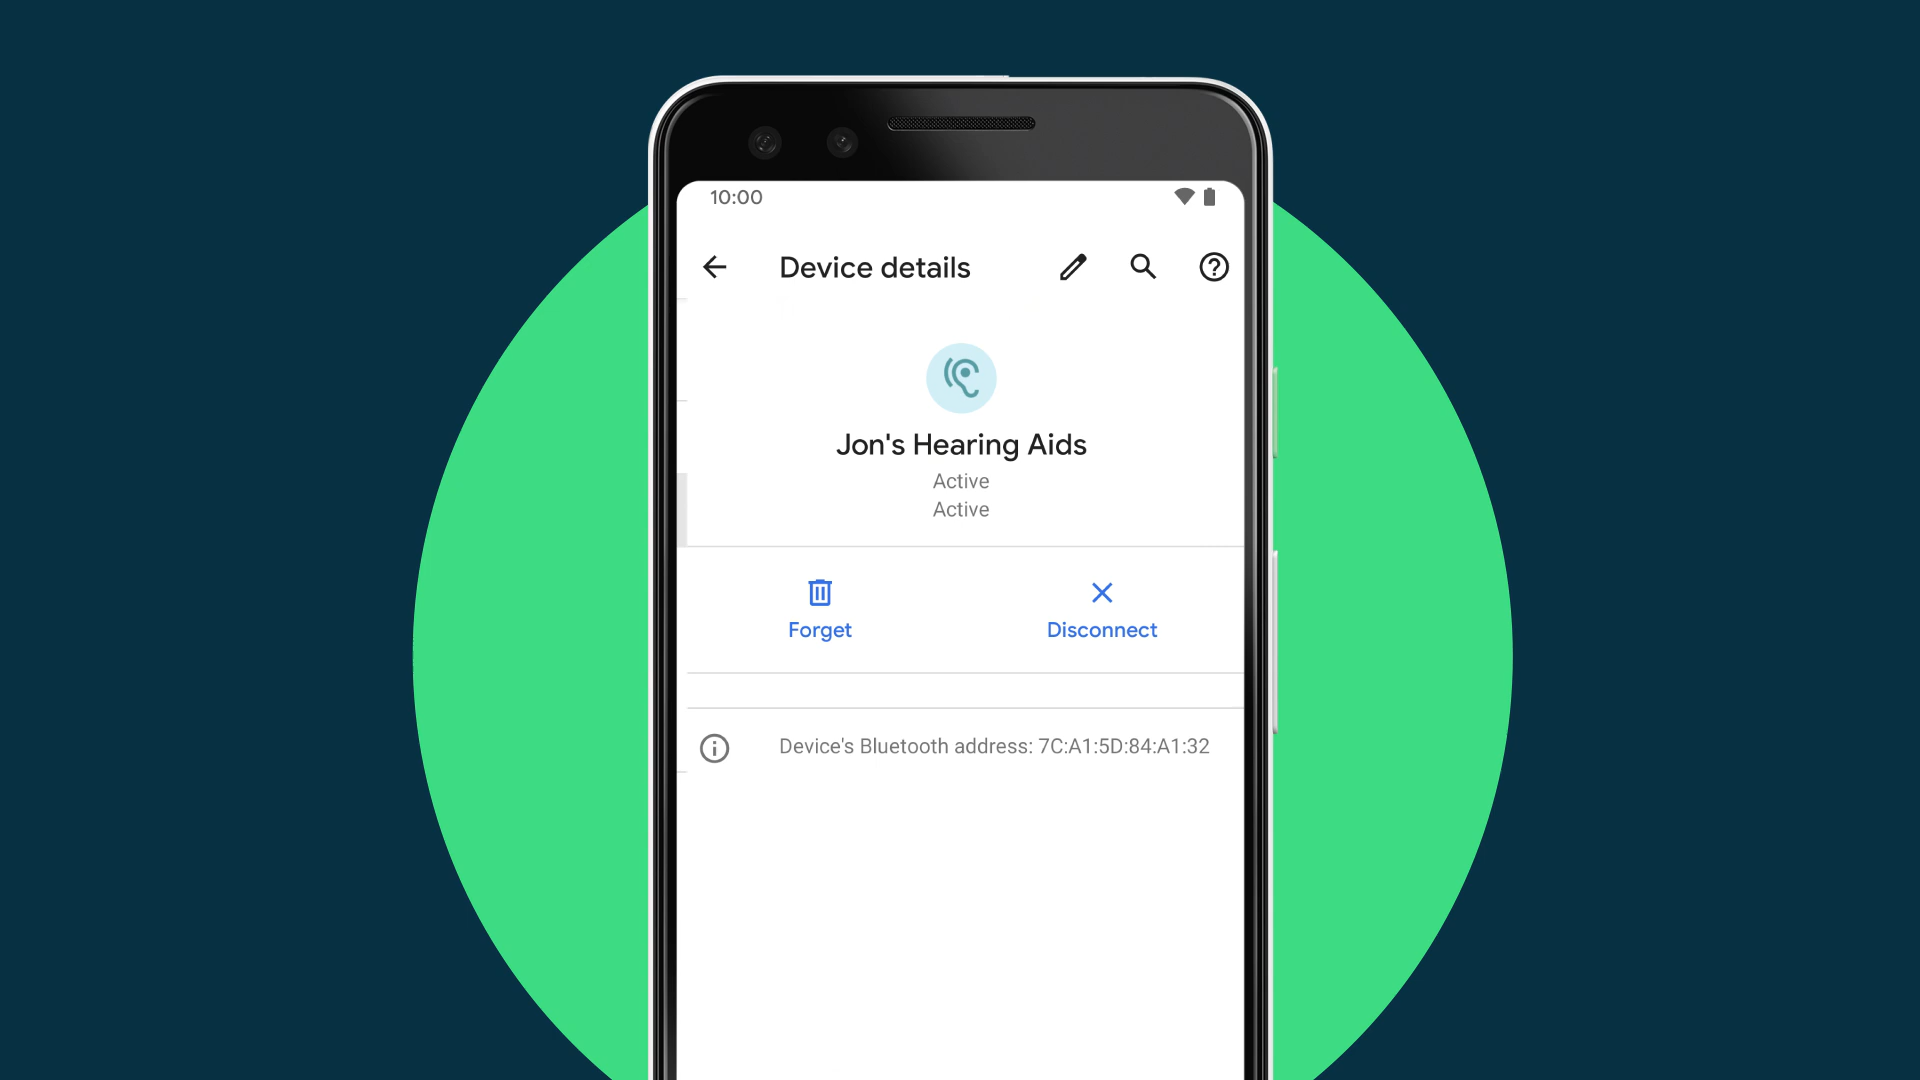 10:00
Device details
Jon's Hearing Aids
Active
Active
Forget
Disconnect
Device's Bluetooth address: 7C:A1:5D:84:A1:32